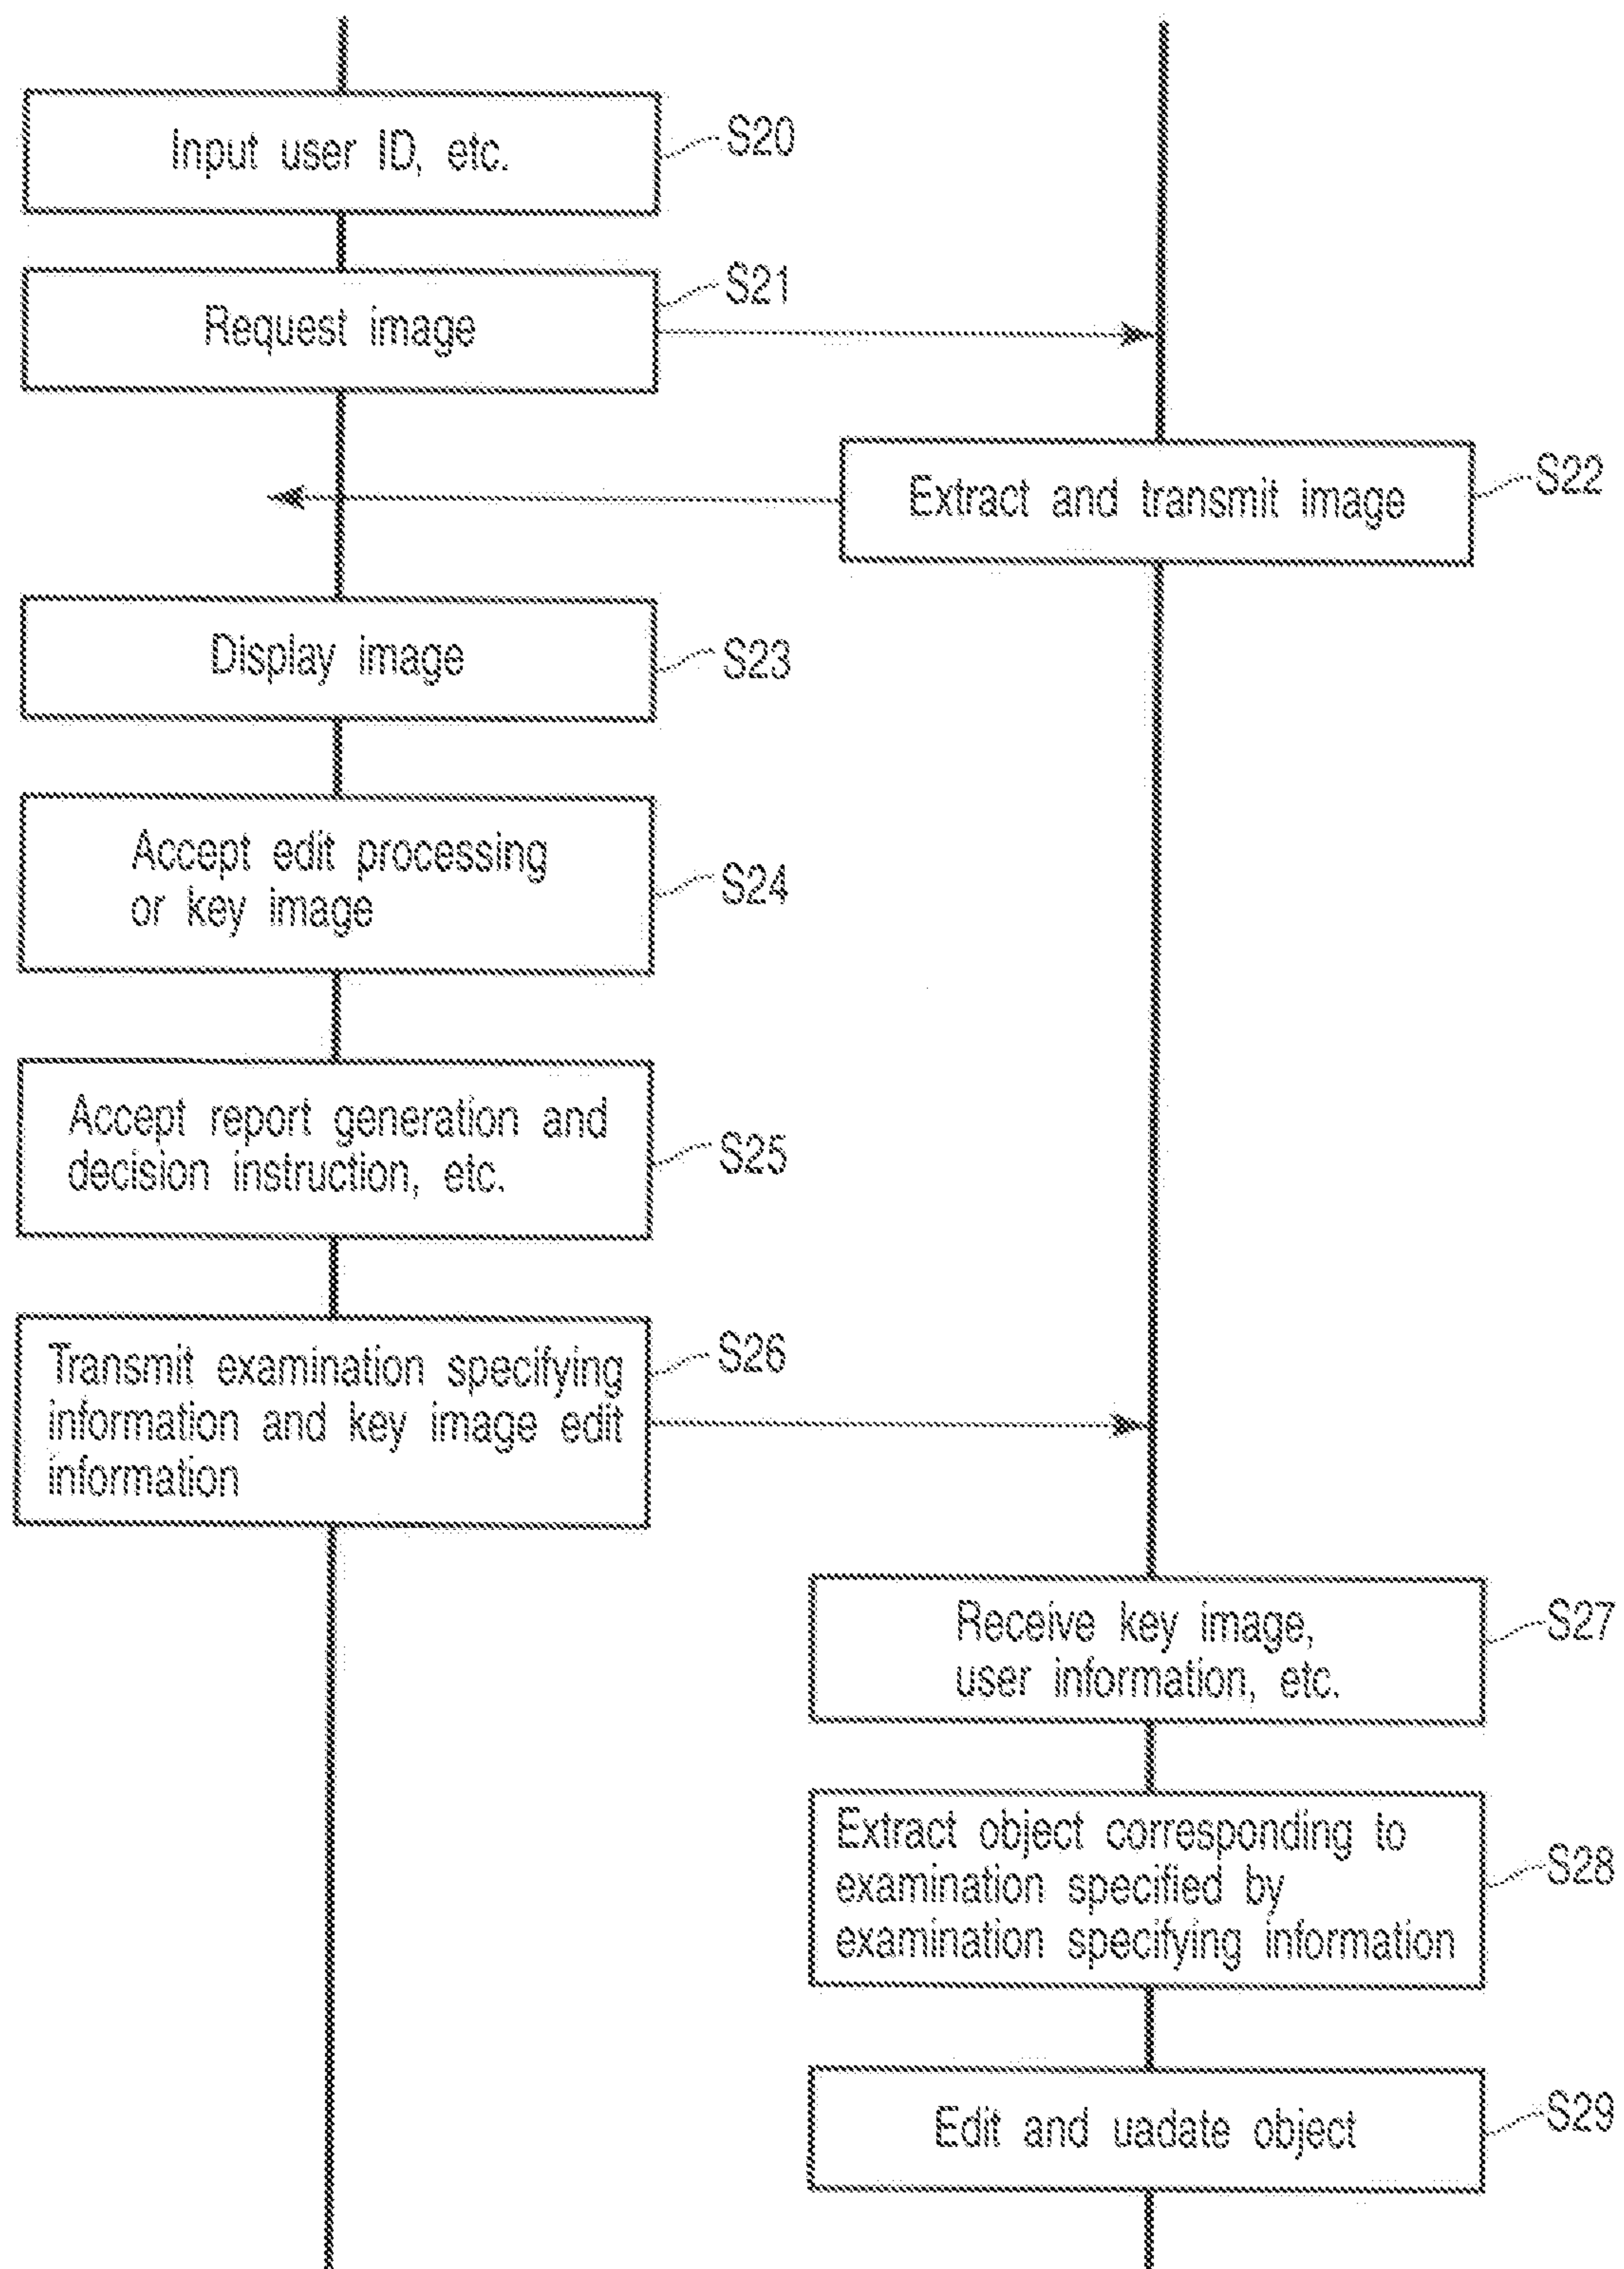 Input user ID, etc.
S20
Request image
S21
Extract and transmit image
S22
Display image
S23
Accept edit processing
or key image
S24
Accept report generation and
decision instruction, etc.
S25
Transmit examination specifying
information and key image edit
information
S26
Receive key image,
user information, etc.
S27
Extract object corresponding to
examination specified by
examination specifying information
S28
Edit and uadate object
S29